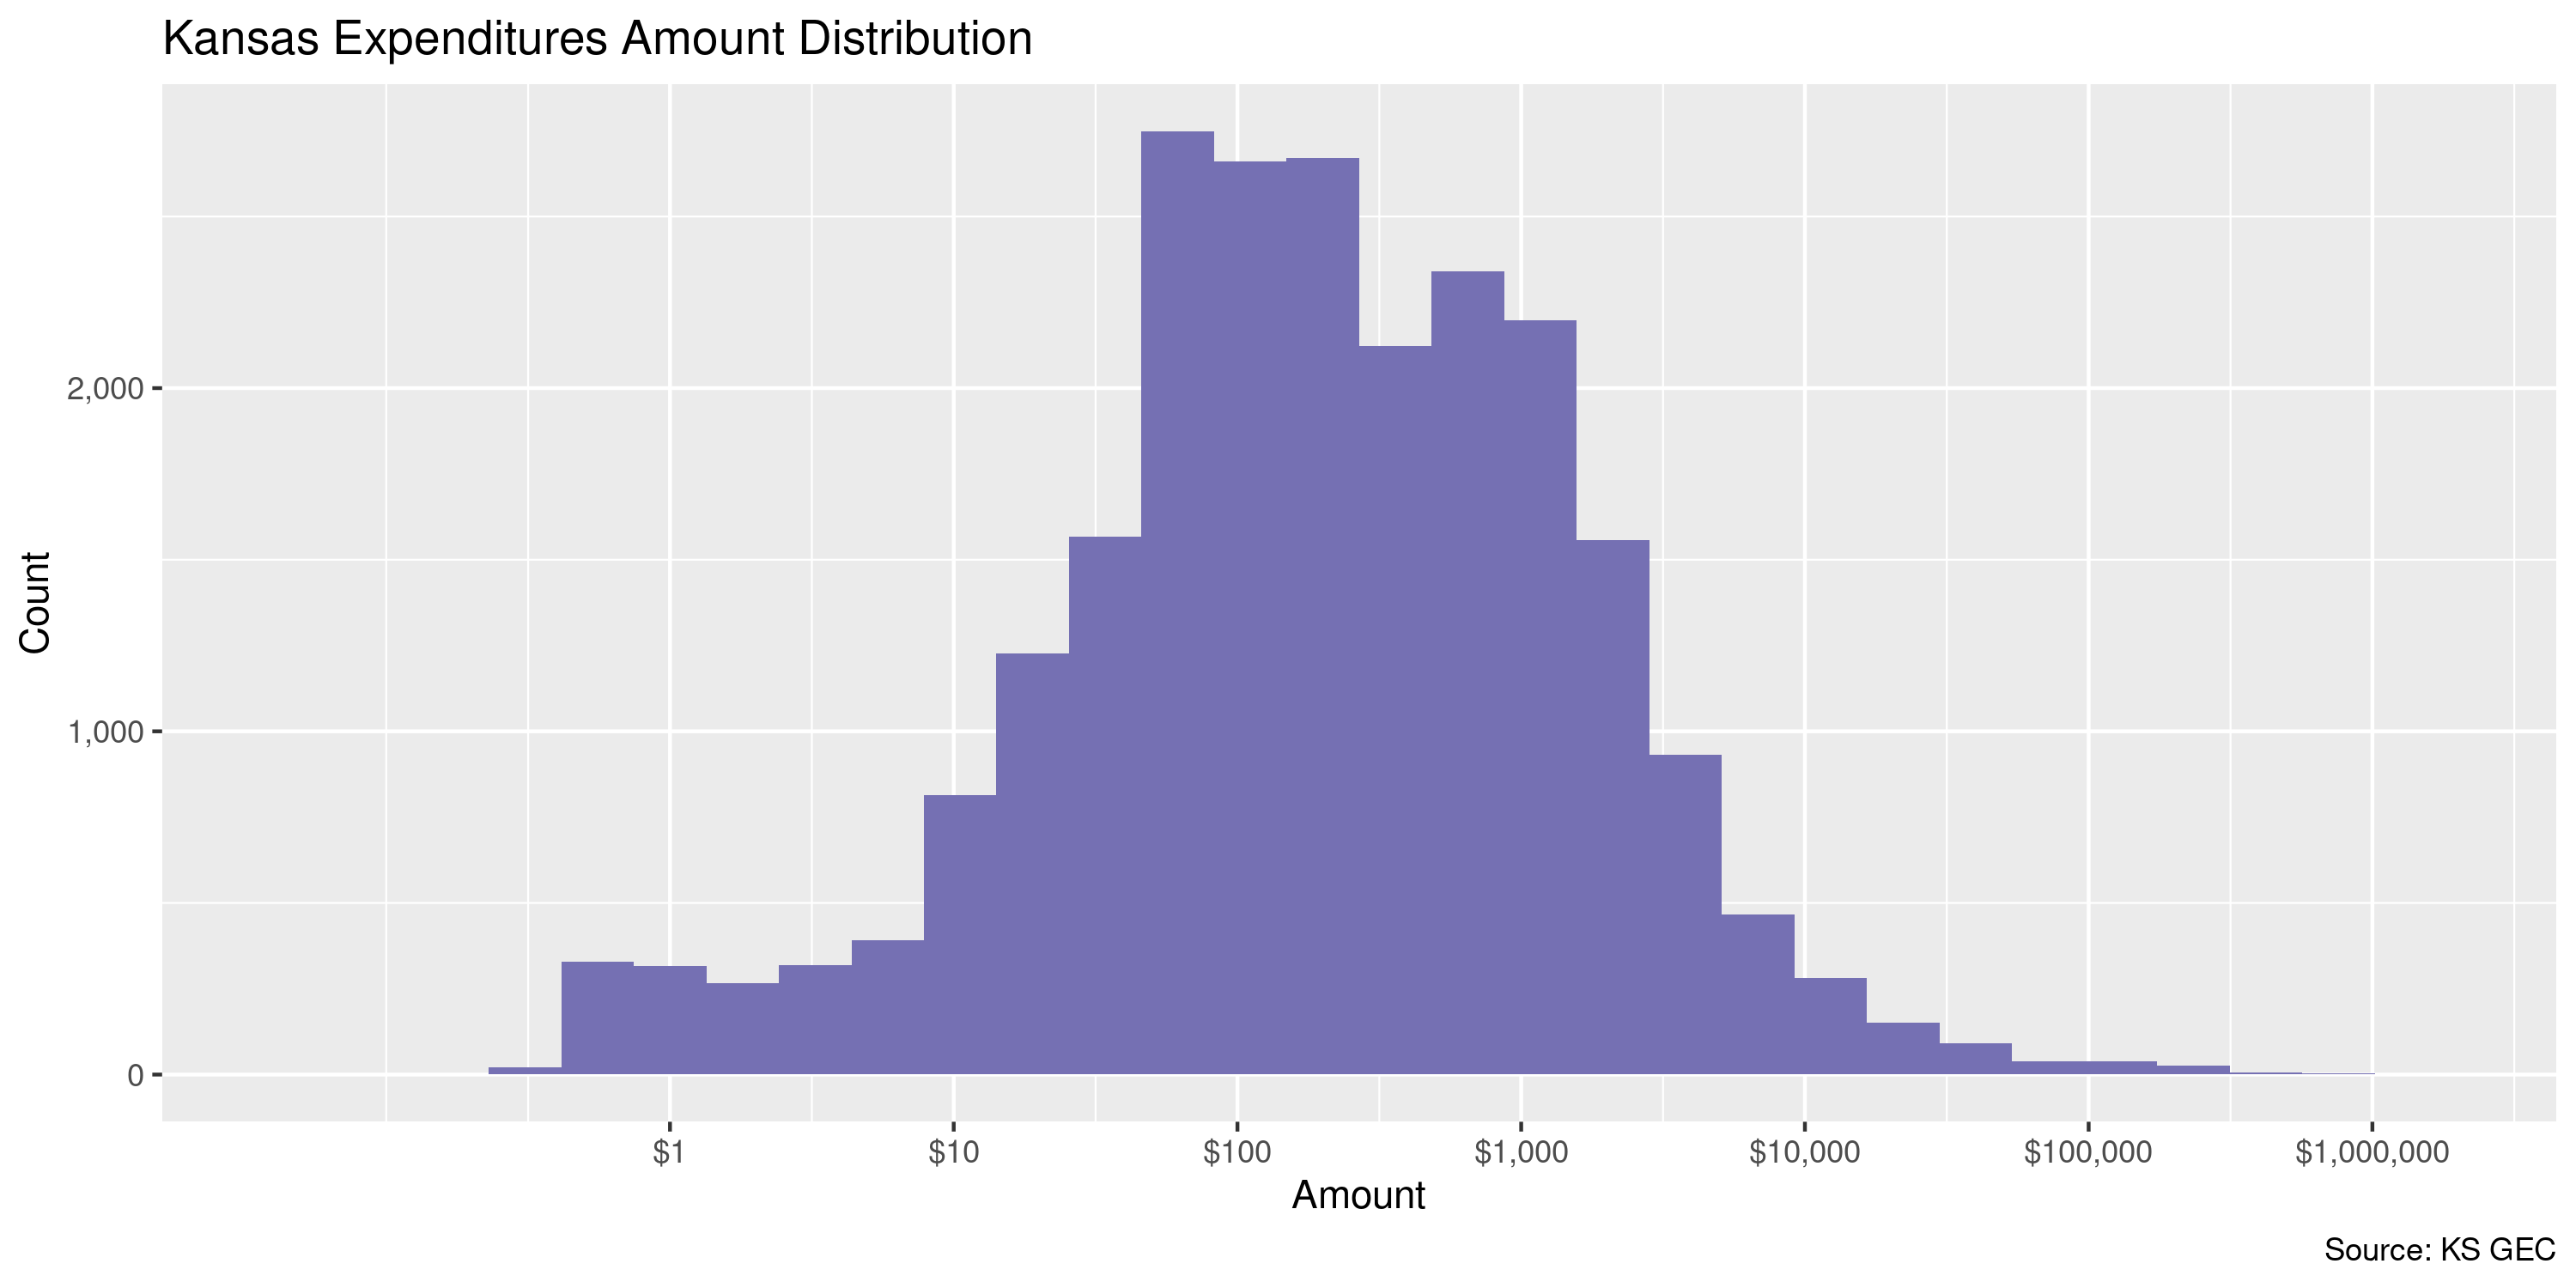 Kansas Expenditures Amount Distribution
Count
2,000
1,000
0
$1 $10 $100 $1,000 $10,000 $100,000 $1,000,000
Amount
Source: KS GEC